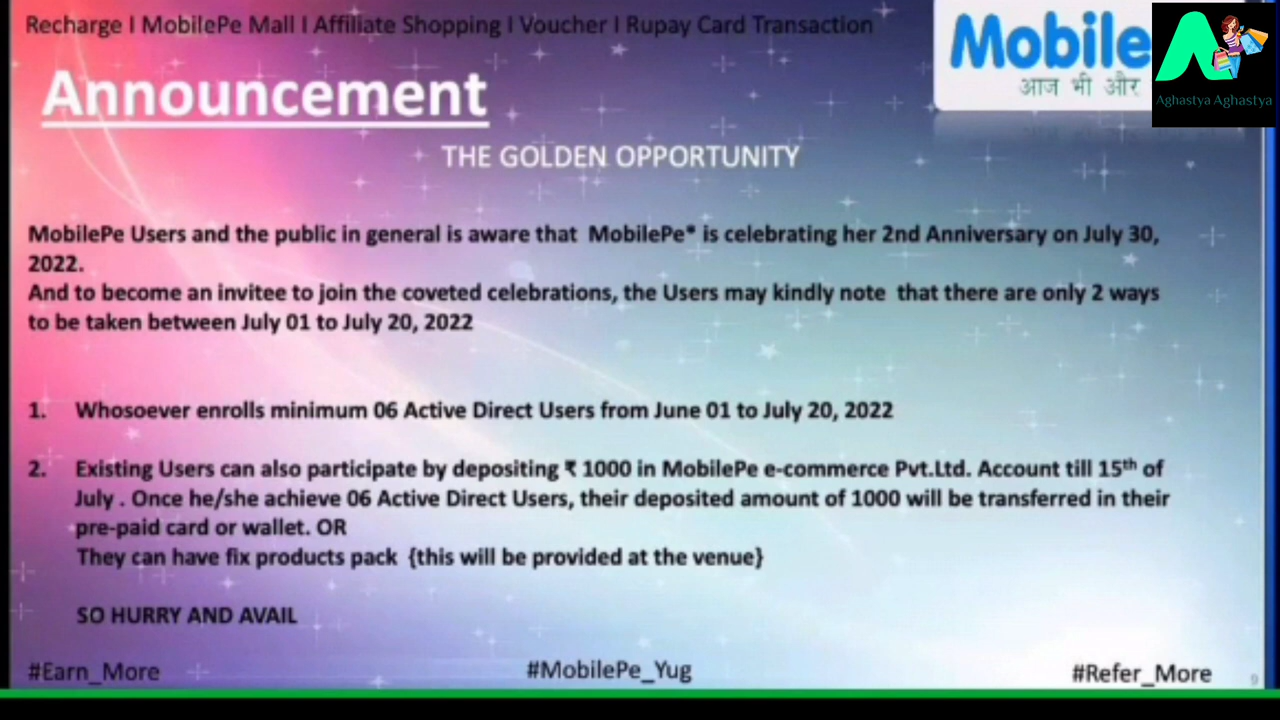 Recharge I MobilePe Mall I Affiliate Shopping I Voucher I Rupay Card Transaction
Mobile
आज भी और
Aghastya Aghastya
Announcement
THE GOLDEN OPPORTUNITY
MobilePe Users and the public in general is aware that MobilePe* is celebrating her 2nd Anniversary on July 30,
2022.
And to become an invitee to join the coveted celebrations, the Users may kindly note that there are only 2 ways
to be taken between July 01 to July 20, 2022
1. Whosoever enrolls minimum 06 Active Direct Users from June 01 to July 20, 2022
2. Existing Users can also participate by depositing ₹ 1000 in MobilePe e-commerce Pvt.Ltd. Account till 15th of
July . Once he/she achieve 06 Active Direct Users, their deposited amount of 1000 will be transferred in their
pre-paid card or wallet. OR
They can have fix products pack {this will be provided at the venue}
SO HURRY AND AVAIL
#Earn_More #MobilePe_Yug #Refer_More
9